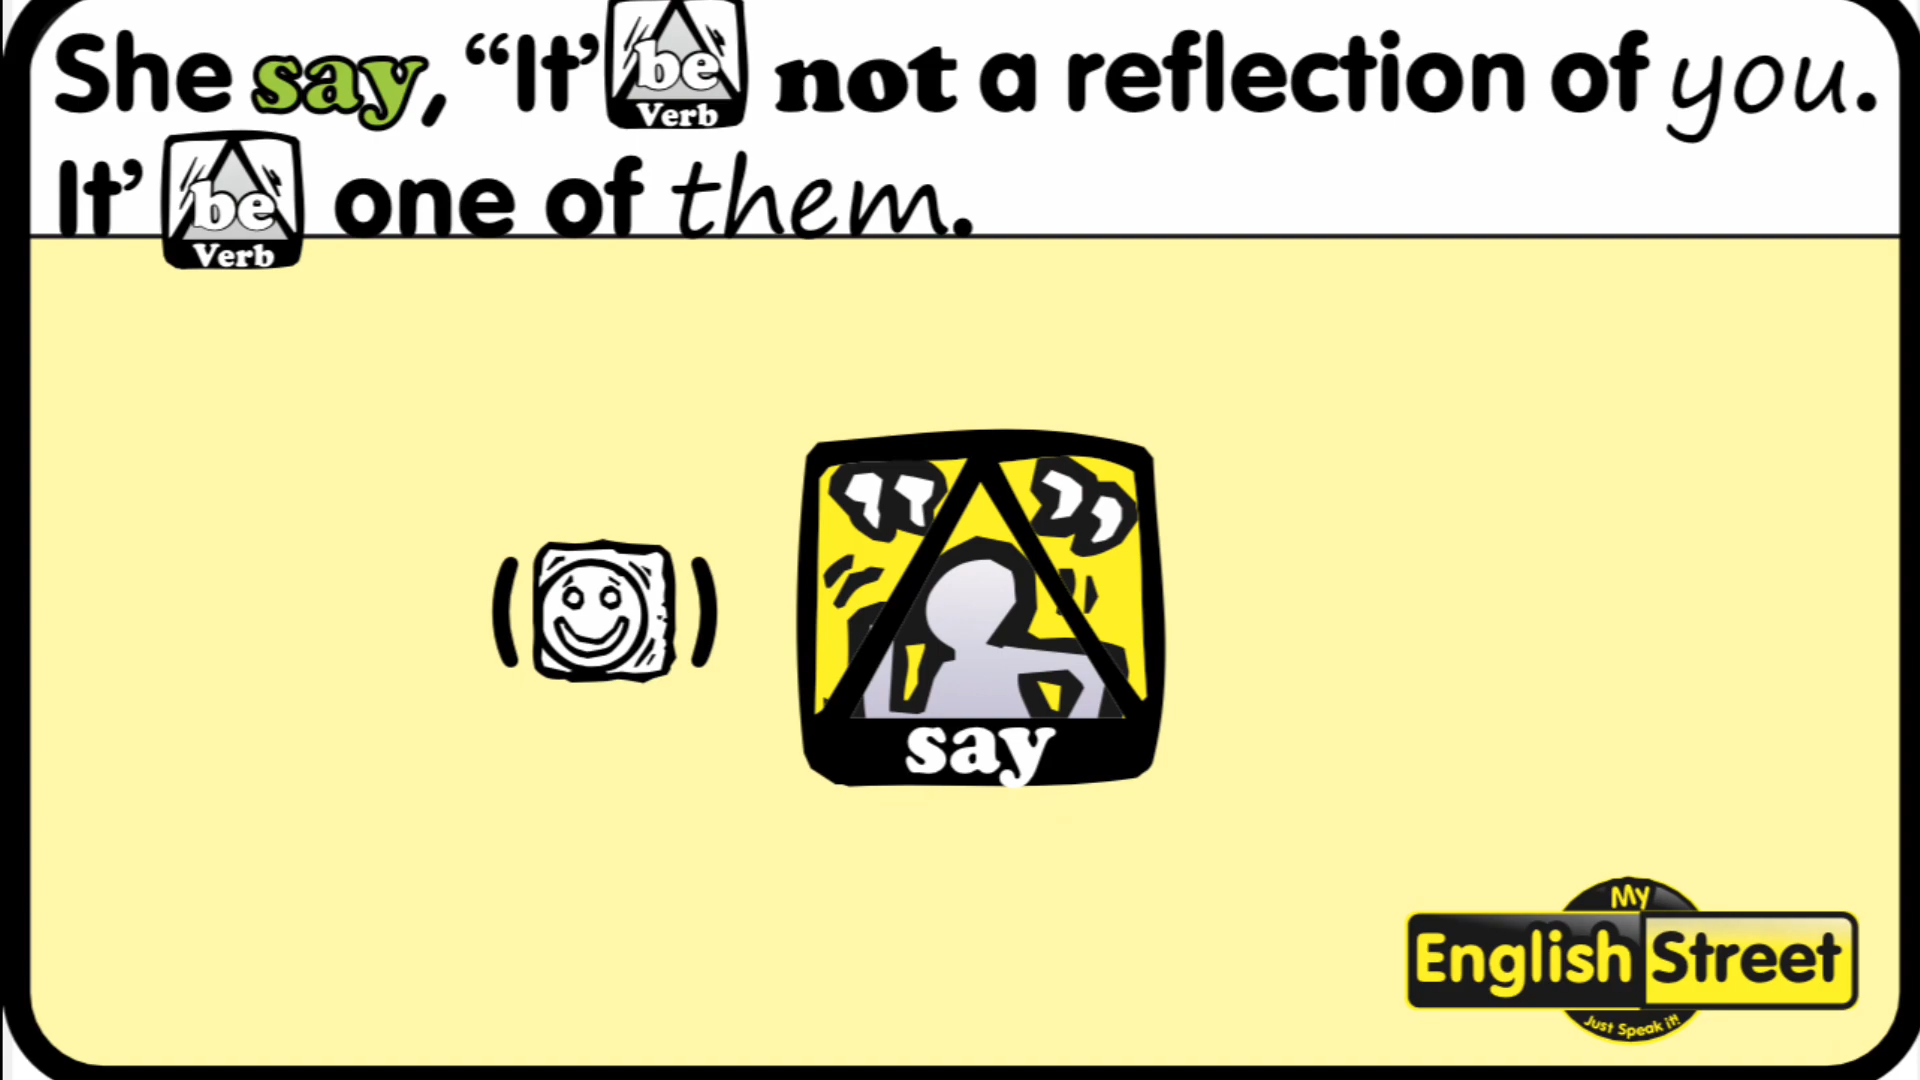 She say, “It’ be Verb not a reflection of you.
It’ be Verb one of them.
say
My
English Street
Just Speak it!